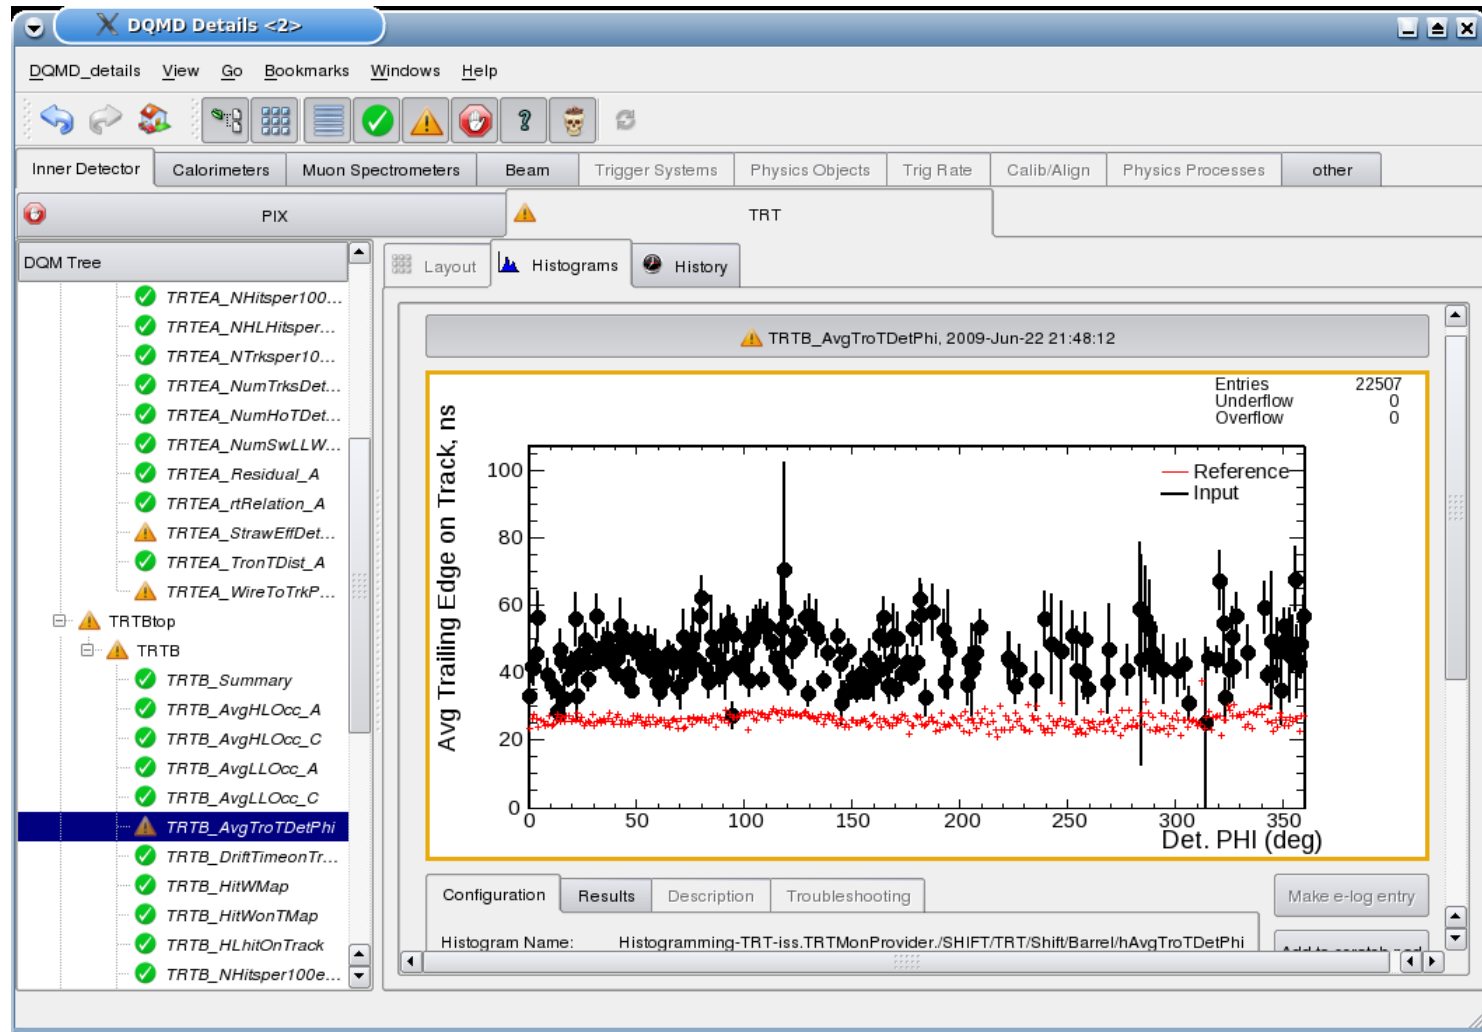 DQMD Details <2>
DQMD_details View Go Bookmarks Windows Help
Inner Detector Calorimeters Muon Spectrometers Beam Trigger Systems Physics Objects Trig Rate Calib/Align Physics Processes other
PIX TRT
DQM Tree
Layout Histograms History
TRTEA_NHitsper100...
TRTEA_NHLHitsper...
TRTEA_NTrksper10...
TRTEA_NumTrksDet...
TRTEA_NumHoTDet...
TRTEA_NumSwLLW...
TRTEA_Residual_A
TRTEA_rtRelation_A
TRTEA_StrawEffDet...
TRTEA_TronTDist_A
TRTEA_WireToTrkP...
TRTBtop
TRTB
TRTB_Summary
TRTB_AvgHLOcc_A
TRTB_AvgHLOcc_C
TRTB_AvgLLOcc_A
TRTB_AvgLLOcc_C
TRTB_AvgTroTDetPhi
TRTB_DriftTimeonTr...
TRTB_HitWMap
TRTB_HitWonTMap
TRTB_HLhitOnTrack
TRTB_NHitsper100e...
TRTB_AvgTroTDetPhi, 2009-Jun-22 21:48:12
Entries 22507
Underflow 0
Overflow 0
Avg Trailing Edge on Track, ns
100
80
60
40
20
0
Reference
Input
0 50 100 150 200 250 300 350
Det. PHI (deg)
Configuration Results Description Troubleshooting
Make e-log entry
Histogram Name: Histogramming-TRT-iss.TRTMonProvider./SHIFT/TRT/Shift/Barrel/hAvgTroTDetPhi